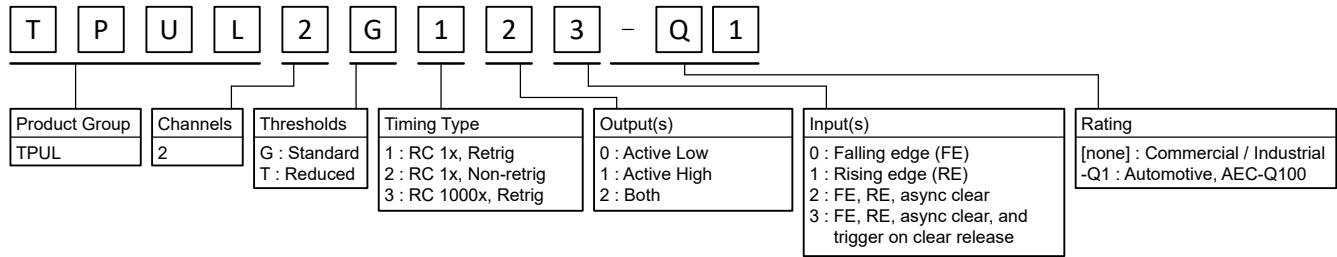 T P U L 2 G 1 2 3 - Q 1
Product Group
TPUL
Channels
2
Thresholds
G : Standard
T : Reduced
Timing Type
1 : RC 1x, Retrig
2 : RC 1x, Non-retrig
3 : RC 1000x, Retrig
Output(s)
0 : Active Low
1 : Active High
2 : Both
Input(s)
0 : Falling edge (FE)
1 : Rising edge (RE)
2 : FE, RE, async clear
3 : FE, RE, async clear, and
trigger on clear release
Rating
[none] : Commercial / Industrial
-Q1 : Automotive, AEC-Q100